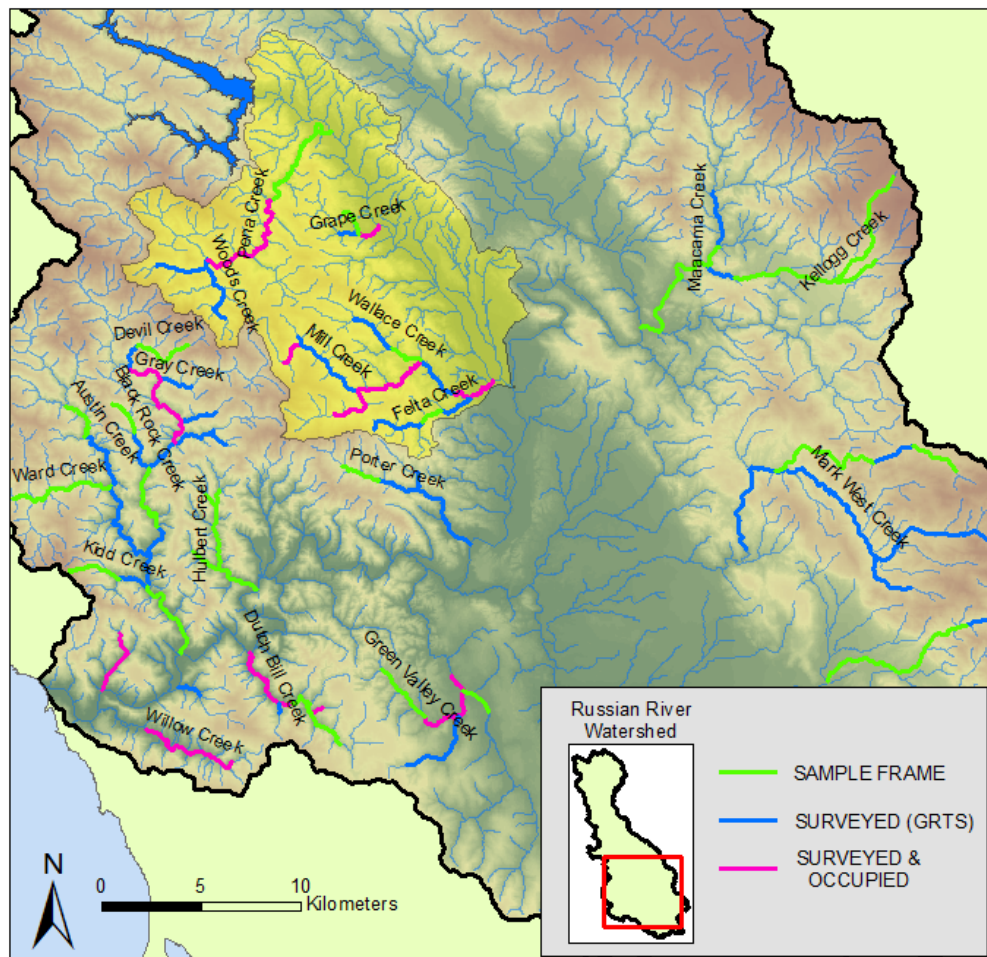 Pena Creek
Grape Creek
Woods Creek
Maacama Creek
Kellogg Creek
Wallace Creek
Mill Creek
Devil Creek
Gray Creek
Black Rock Creek
Austin Creek
Felta Creek
Ward Creek
Porter Creek
Mark West Creek
Hulbert Creek
Kidd Creek
Dutch Bill Creek
Green Valley Creek
Willow Creek
Russian River
Watershed
SAMPLE FRAME
SURVEYED (GRTS)
SURVEYED &
OCCUPIED
N
0 5 10
Kilometers